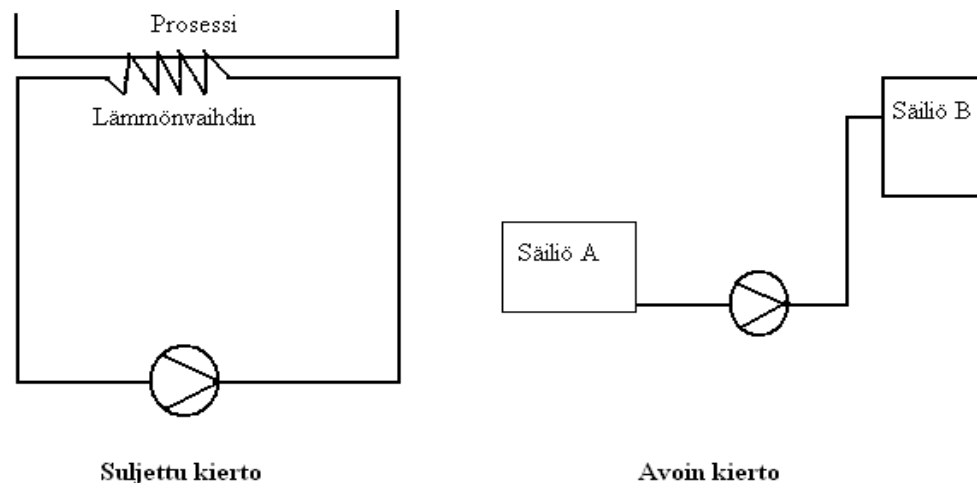 Prosessi
Lämmönvaihdin
Säiliö B
Säiliö A
Suljettu kierto
Avoin kierto